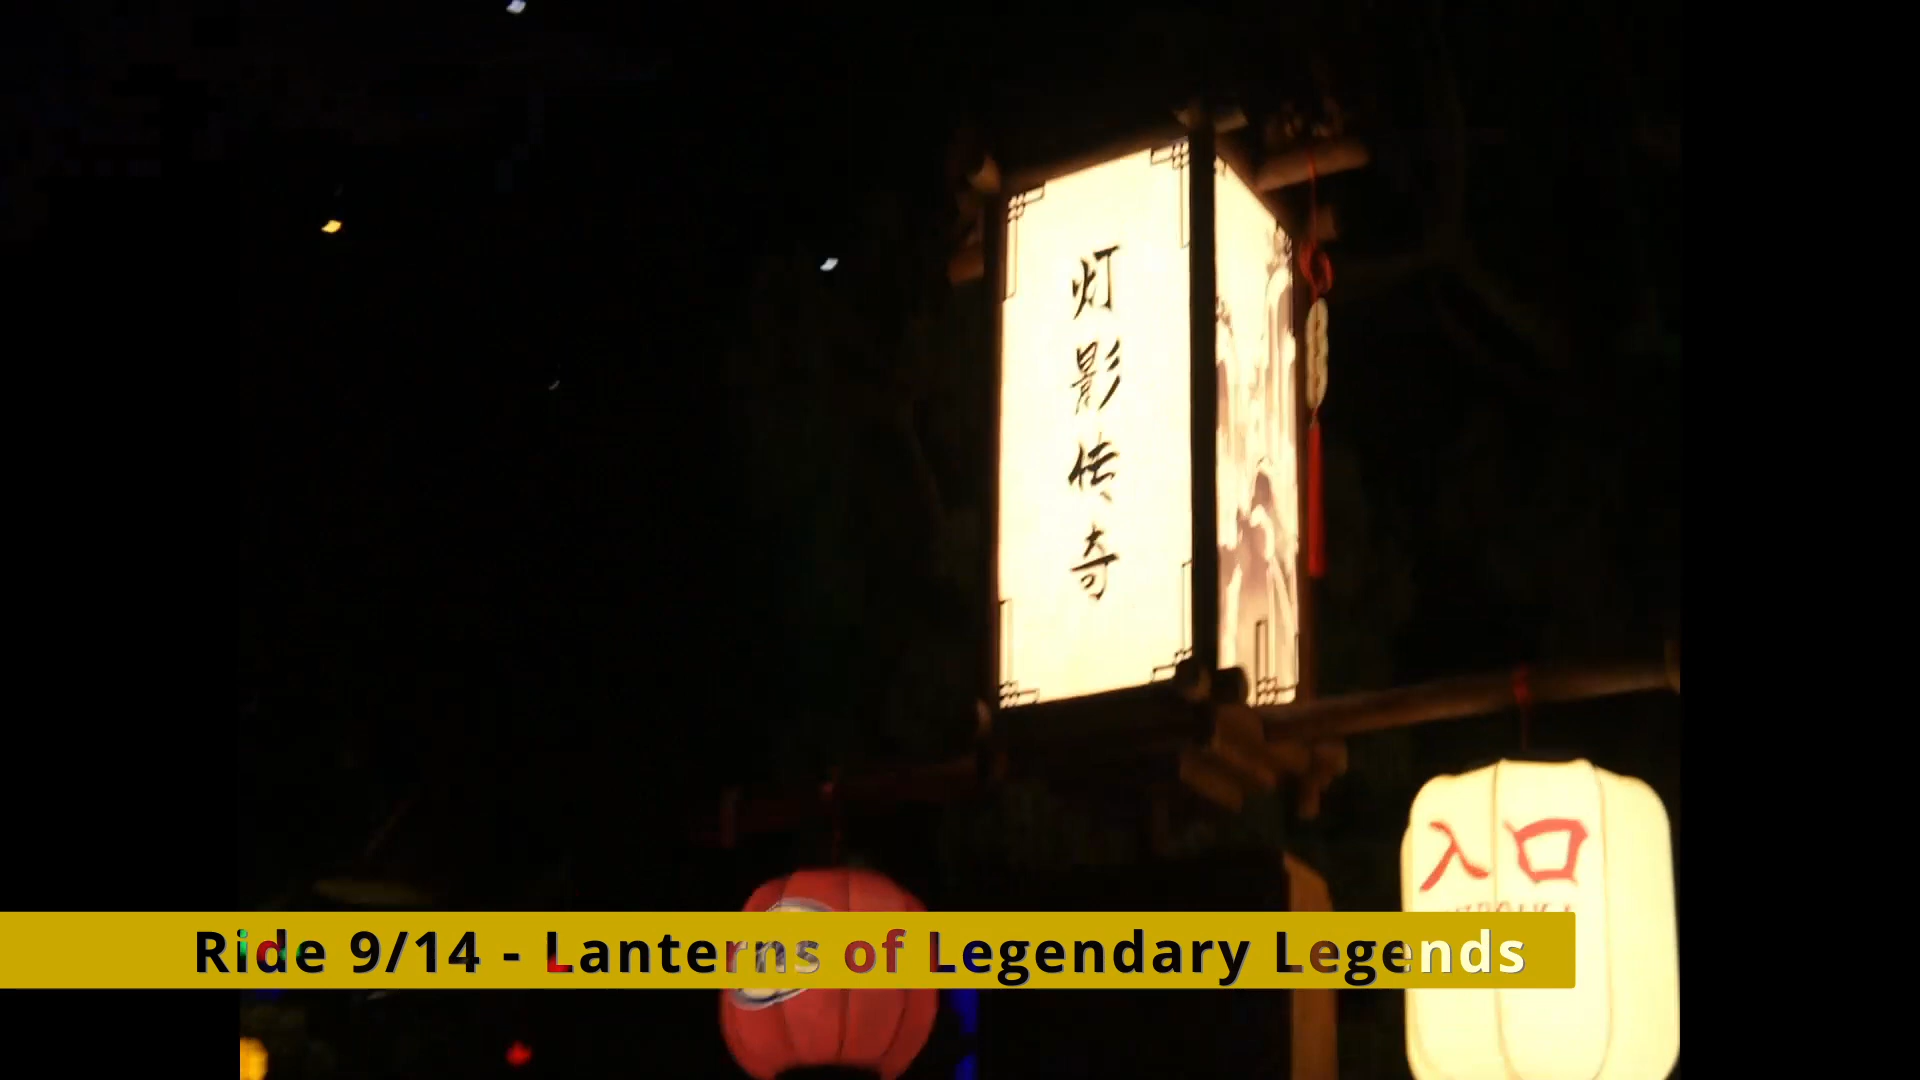 灯影传奇
入口
Ride 9/14 - Lanterns of Legendary Legends